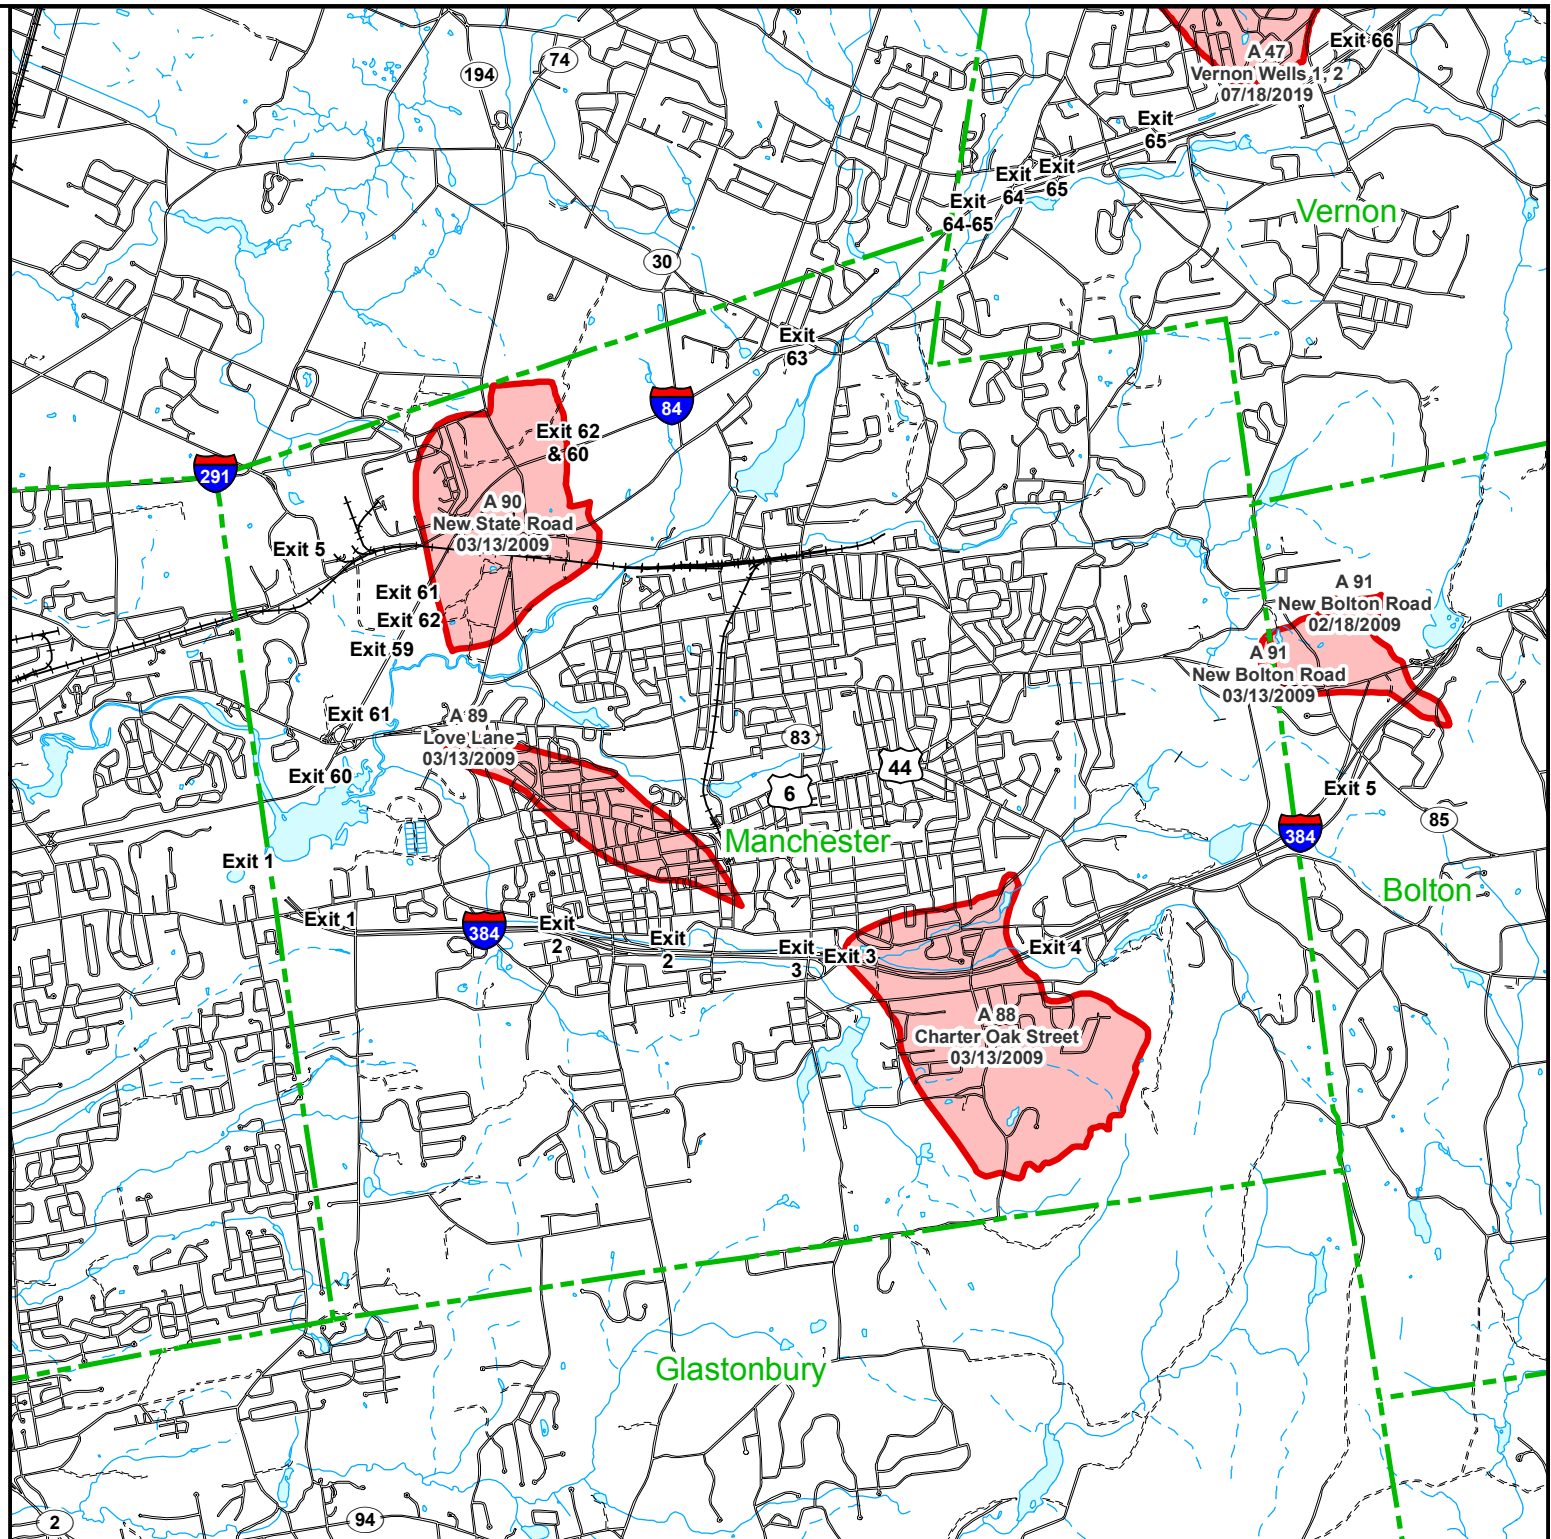 Exit 66
A 47
Vernon Wells 1, 2
07/18/2019
74
194
Exit
65
Exit
65
Exit
64
Exit
64-65
Vernon
30
Exit
63
84
Exit 62
& 60
291
A 90
New State Road
03/13/2009
Exit 5
A 91
New Bolton Road
02/18/2009
Exit 61
Exit 62
Exit 59
A 91
New Bolton Road
03/13/2009
Exit 61
A 89
Love Lane
03/13/2009
83
44
Exit 60
6
Exit 5
85
384
Manchester
Exit 1
Bolton
Exit 1
384
Exit
2
Exit
2
Exit
3
Exit 3
Exit 4
A 88
Charter Oak Street
03/13/2009
Glastonbury
2
94